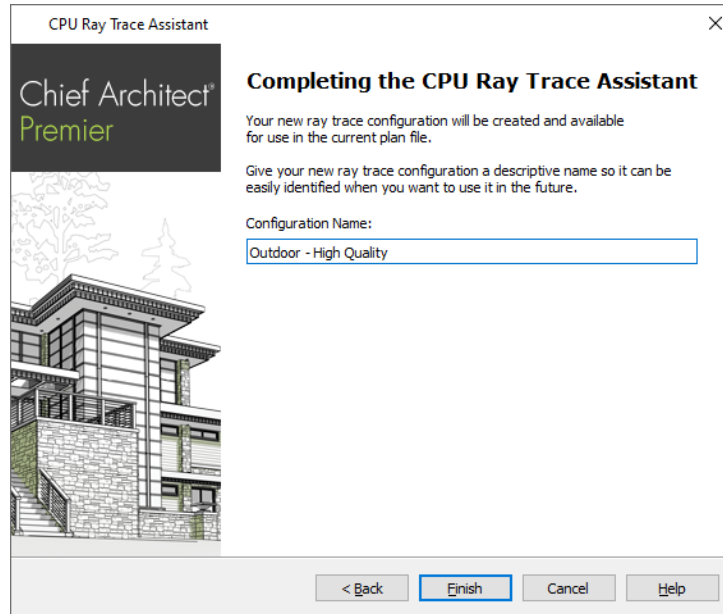 CPU Ray Trace Assistant
Chief Architect®
Premier
Completing the CPU Ray Trace Assistant
Your new ray trace configuration will be created and available
for use in the current plan file.
Give your new ray trace configuration a descriptive name so it can be
easily identified when you want to use it in the future.
Configuration Name:
Outdoor - High Quality
< Back
Finish
Cancel
Help